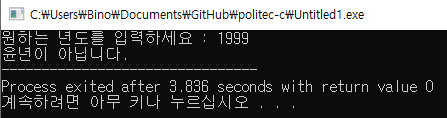 C:₩Users₩Bino₩Documents₩GitHub₩politec-c₩Untitled1.exe
원하는 년도를 입력하세요 : 1999
윤년이 아닙니다.
--------------------------------
Process exited after 3.836 seconds with return value 0
계속하려면 아무 키나 누르십시오 . . .